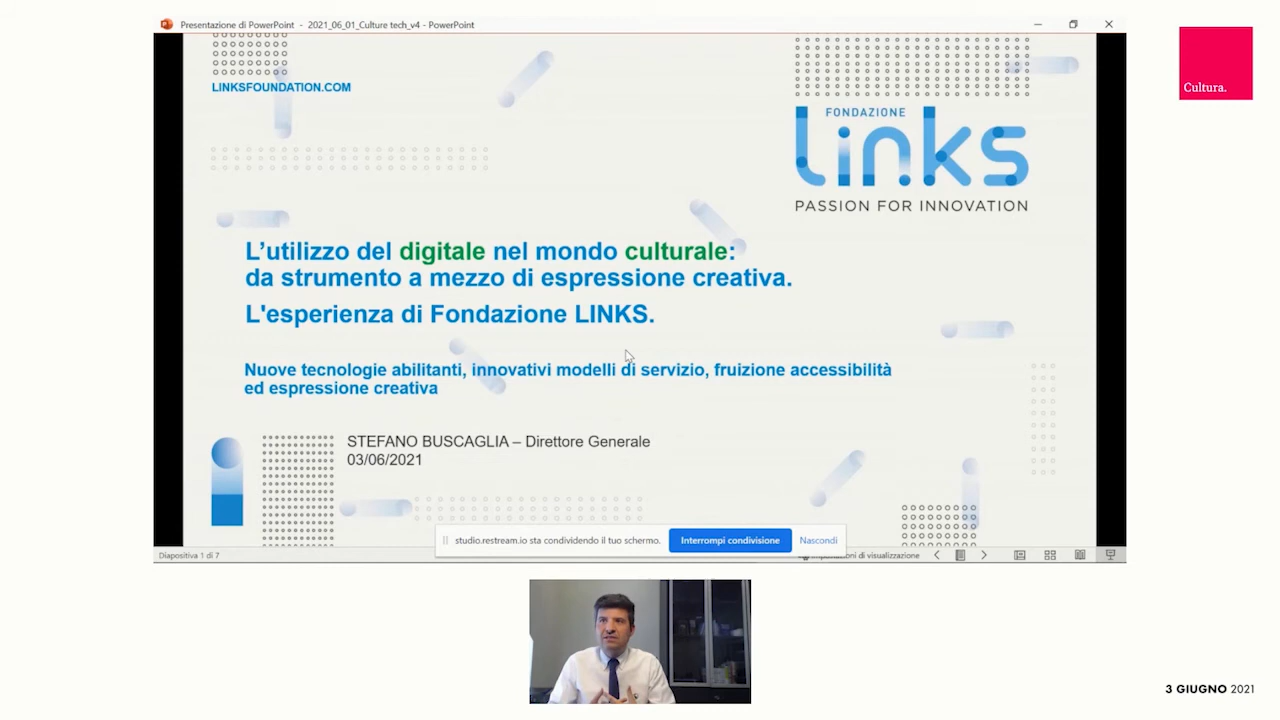 Presentazione di PowerPoint - 2021_06_01_Culture tech_v4 - PowerPoint
LINKSFOUNDATION.COM
Cultura.
FONDAZIONE
links
PASSION FOR INNOVATION
L’utilizzo del digitale nel mondo culturale:
da strumento a mezzo di espressione creativa.
L'esperienza di Fondazione LINKS.
Nuove tecnologie abilitanti, innovativi modelli di servizio, fruizione accessibilità
ed espressione creativa
STEFANO BUSCAGLIA – Direttore Generale
03/06/2021
studio.restream.io sta condividendo il tuo schermo. Interrompi condivisione Nascondi
Diapositiva 1 di 7 di visualizzazione
3 GIUGNO 2021